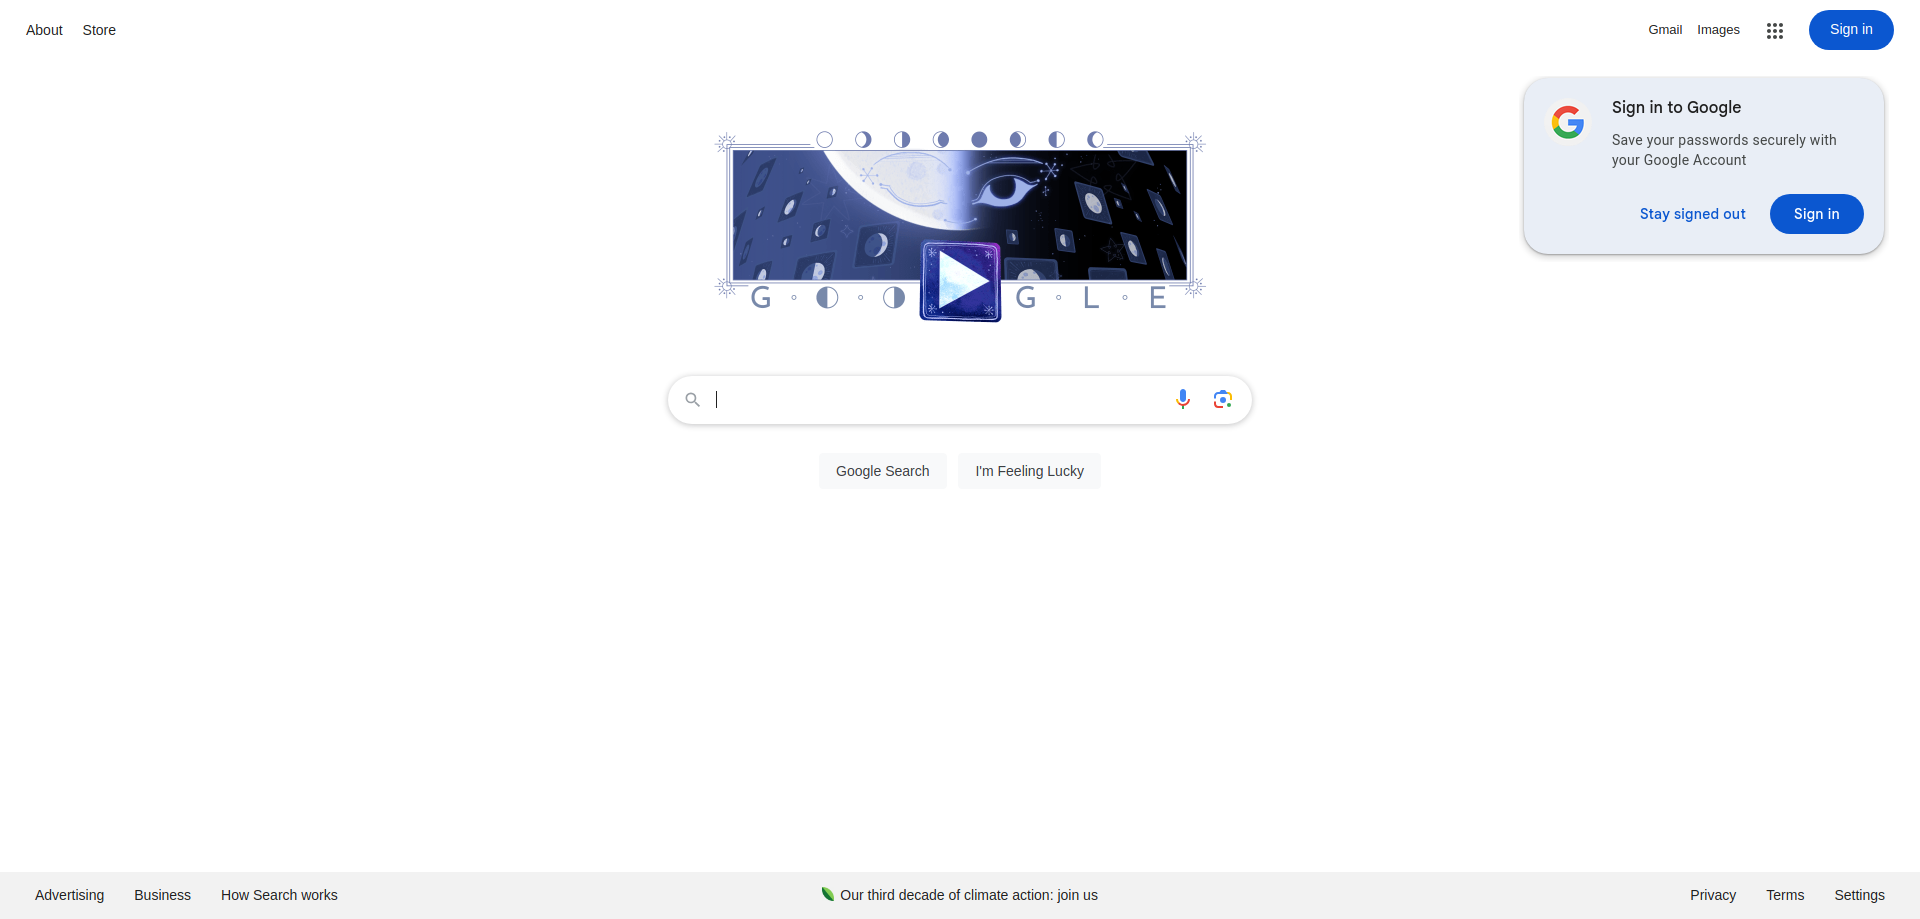 About Store
Gmail Images Sign in
Sign in to Google
Save your passwords securely with
your Google Account
Stay signed out Sign in
G L E
Google Search I'm Feeling Lucky
Advertising Business How Search works
Our third decade of climate action: join us
Privacy Terms Settings